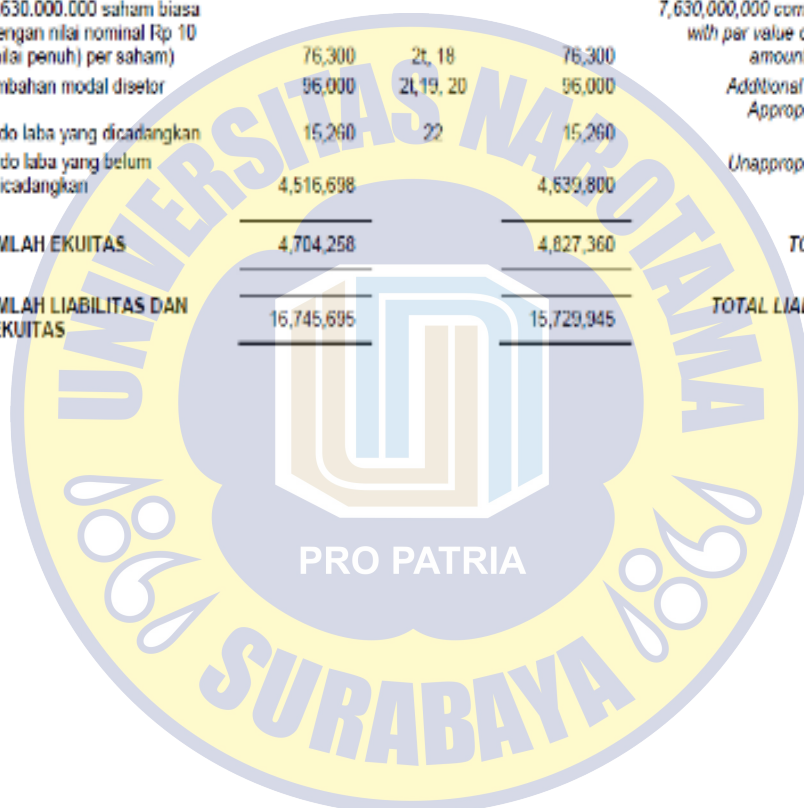 630.000.000 saham biasa 7,630,000,000 com
engan nilai nominal Rp 10 with par value
ilai penuh) per saham) 76,300 2t, 18 76,300 amoun
mbahan modal disetor 96,000 2t,19, 20 96,000 Additional
Approp
do laba yang dicadangkan 15,260 22 15,260
do laba yang belum Unapprop
icadangkan 4,516,698 4,639,800
MLAH EKUITAS 4,704,258 4,827,360 TO
MLAH LIABILITAS DAN TOTAL LIAB
EKUITAS 16,745,695 15,729,945
UNIVERSITAS NAROTAMA
PRO PATRIA
1981 1981
SURABAYA